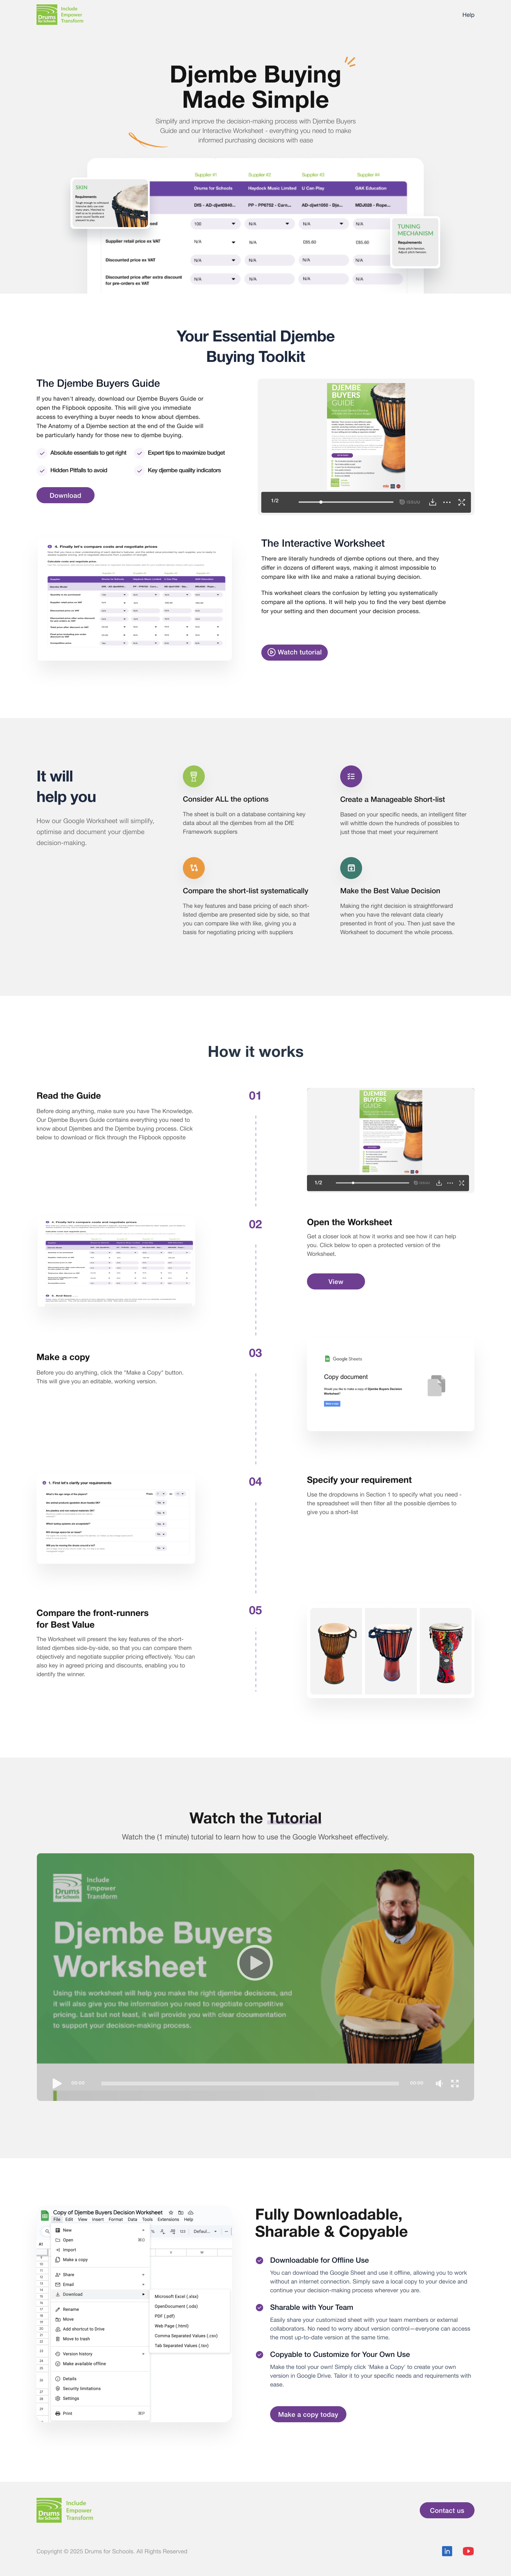 Drums
for Schools
Include
Empower
Transform
Help
Djembe Buying
Made Simple
Simplify and improve the decision-making process with Djembe Buyers
Guide and our Interactive Worksheet - everything you need to make
informed purchasing decisions with ease
Supplier #1 Supplier #2 Supplier #3 Supplier #4
Drums for Schools Haydock Music Limited U Can Play GAK Education
SKIN
Requirements:
TUNING
MECHANISM
Requirements
Supplier retail price ex VAT N/A N/A £95.60 £95.60
Discounted price ex VAT N/A N/A N/A N/A
Discounted price after extra discount
for pre-orders ex VAT N/A N/A N/A N/A
Your Essential Djembe
Buying Toolkit
The Djembe Buyers Guide
If you haven't already, download our Djembe Buyers Guide or
open the Flipbook opposite. This will give you immediate
access to everything a buyer needs to know about djembes.
The Anatomy of a Djembe section at the end of the Guide will
be particularly handy for those new to djembe buying.
Absolute essentials to get right
Expert tips to maximize budget
Hidden Pitfalls to avoid
Key djembe quality indicators
Download
DJEMBE
BUYERS
GUIDE
1/2
4. Finally let's compare costs and negotiate prices
The Interactive Worksheet
There are literally hundreds of djembe options out there, and they
differ in dozens of different ways, making it almost impossible to
compare like with like and make a rational buying decision.
This worksheet clears the confusion by letting you systematically
compare all the options. It will help you to find the very best djembe
for your setting and then document your decision process.
Watch tutorial
It will
help you
How our Google Worksheet will simplify,
optimise and document your djembe
decision-making.
Consider ALL the options
The sheet is built on a database containing key
data about all the djembes from all the DfE
Framework suppliers
Create a Manageable Short-list
Based on your specific needs, an intelligent filter
will whittle down the hundreds of possibles to
just those that meet your requirement
Compare the short-list systematically
The key features and base pricing of each short-
listed djembe are presented side by side, so that
you can compare like with like, giving you a
basis for negotiating pricing with suppliers
Make the Best Value Decision
Making the right decision is straightforward
when you have the relevant data clearly
presented in front of you. Then just save the
Worksheet to document the whole process.
How it works
Read the Guide
Before doing anything, make sure you have The Knowledge.
Our Djembe Buyers Guide contains everything you need to
know about Djembes and the Djembe buying process. Click
below to download or flick through the Flipbook opposite
01
DJEMBE
BUYERS
GUIDE
1/2
02
Open the Worksheet
Get a closer look at how it works and see how it can help
you. Click below to open a protected version of the
Worksheet.
View
Make a copy
Before you do anything, click the "Make a Copy" button.
This will give you an editable, working version.
03
Google Sheets
Copy document
Would you like to make a copy of Djembe Buyers Decision
Worksheet?
Make a copy
1. First let's clarify your requirements
04
Specify your requirement
Use the dropdowns in Section 1 to specify what you need -
the spreadsheet will then filter all the possible djembes to
give you a short-list
Compare the front-runners
for Best Value
The Worksheet will present the key features of the short-
listed djembes side-by-side, so that you can compare them
objectively and negotiate supplier pricing effectively. You can
also key in agreed pricing and discounts, enabling you to
identify the winner.
05
Watch the Tutorial
Watch the (1 minute) tutorial to learn how to use the Google Worksheet effectively.
Drums
for Schools
Include
Empower
Transform
Djembe Buyers
Worksheet
Using this worksheet will help you make the right djembe decisions, and
it will also give you the information you need to negotiate competitive
pricing. Last but not least, it will provide you with clear documentation
to support your decision-making process.
00:00
Copy of Djembe Buyers Decision Worksheet
File Edit View Insert Format Data Tools Extensions Help
New
Open
Import
Make a copy
Share
Email
Download
Rename
Move
Add shortcut to Drive
Move to trash
Version history
Make available offline
Details
Security limitations
Settings
Print
Microsoft Excel (.xlsx)
OpenDocument (.ods)
PDF (.pdf)
Web Page (.html)
Comma Separated Values (.csv)
Tab Separated Values (.tsv)
Fully Downloadable,
Sharable & Copyable
Downloadable for Offline Use
You can download the Google Sheet and use it offline, allowing you to work
without an internet connection. Simply save a local copy to your device and
continue your decision-making process wherever you are.
Sharable with Your Team
Easily share your customized sheet with your team members or external
collaborators. No need to worry about version control—everyone can access
the most up-to-date version at the same time.
Copyable to Customize for Your Own Use
Make the tool your own! Simply click 'Make a Copy' to create your own
version in Google Drive. Tailor it to your specific needs and requirements with
ease.
Make a copy today
Drums
for Schools
Include
Empower
Transform
Contact us
Copyright © 2025 Drums for Schools. All Rights Reserved